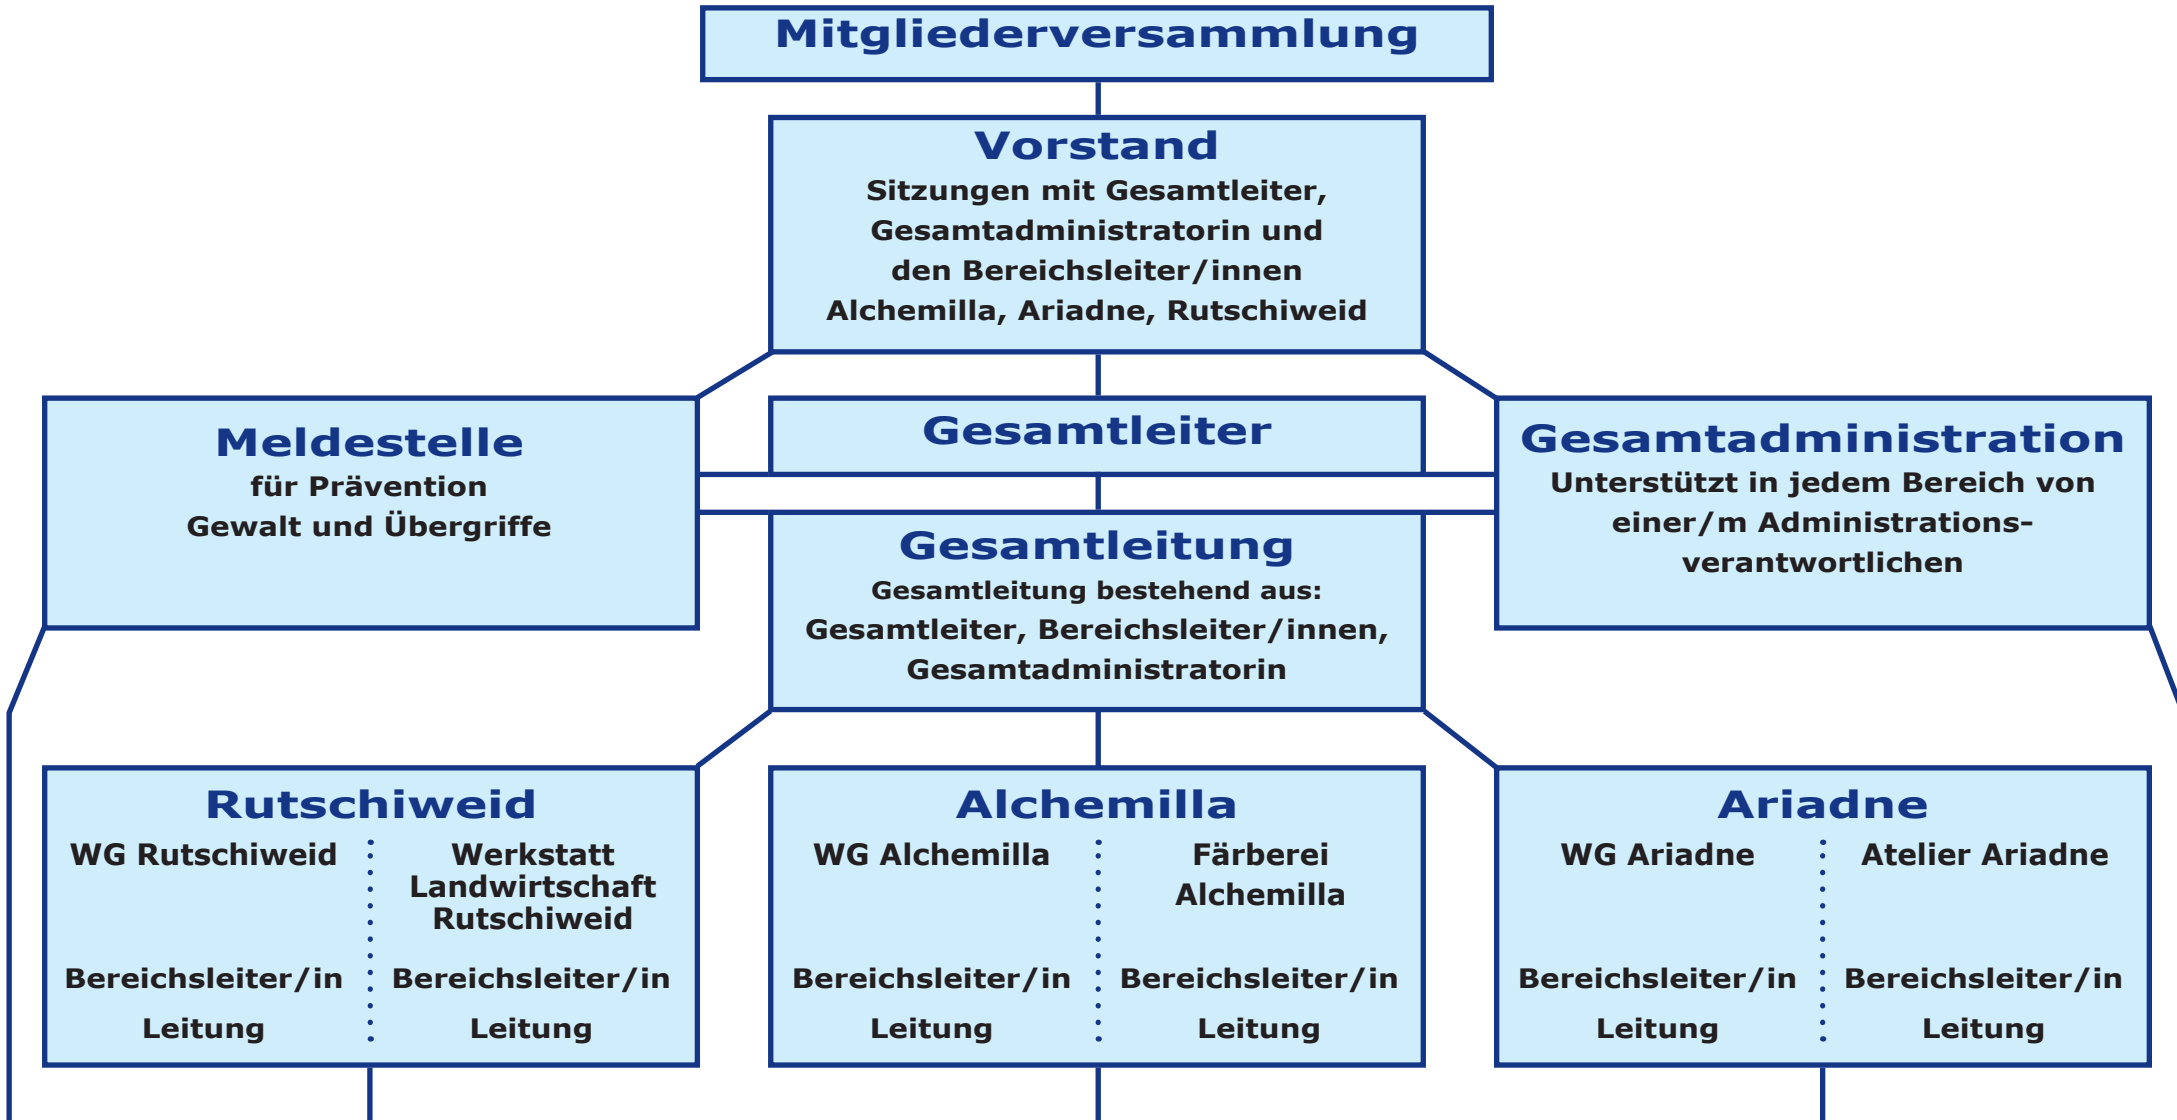 Mitgliederversammlung
Vorstand
Sitzungen mit Gesamtleiter,
Gesamtadministratorin und
den Bereichsleiter/innen
Alchemilla, Ariadne, Rutschiweid
Meldestelle
für Prävention
Gewalt und Übergriffe
Gesamtleiter
Gesamtadministration
Unterstützt in jedem Bereich von
einer/m Administrations-
verantwortlichen
Gesamtleitung
Gesamtleitung bestehend aus:
Gesamtleiter, Bereichsleiter/innen,
Gesamtadministratorin
Rutschiweid
WG Rutschiweid
Bereichsleiter/in
Leitung
Werkstatt
Landwirtschaft
Rutschiweid
Bereichsleiter/in
Leitung
Alchemilla
WG Alchemilla
Bereichsleiter/in
Leitung
Färberei
Alchemilla
Bereichsleiter/in
Leitung
Ariadne
WG Ariadne
Bereichsleiter/in
Leitung
Atelier Ariadne
Bereichsleiter/in
Leitung